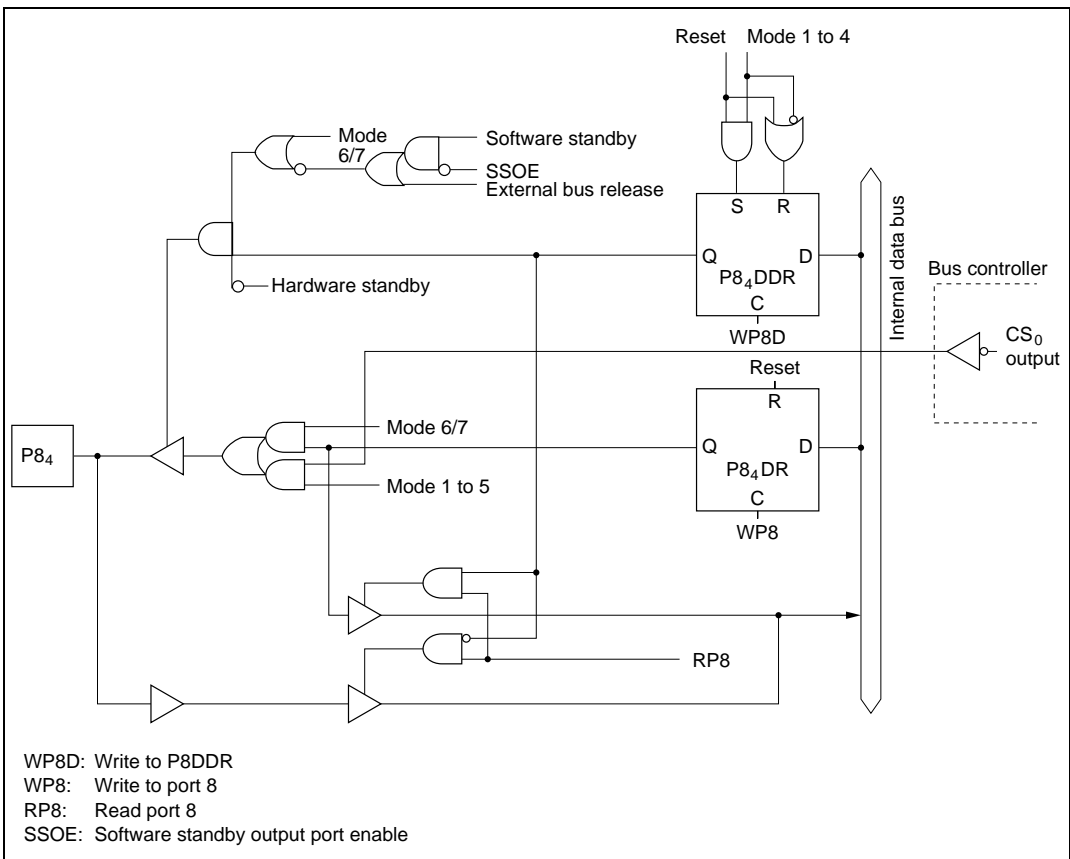 Reset Mode 1 to 4
Mode
6/7
Software standby
SSOE
External bus release
S R
Q D
P8₄DDR
C
WP8D
Hardware standby
Internal data bus
Bus controller
CS₀
output
Reset
R
Q D
P8₄DR
C
WP8
Mode 6/7
P8₄
Mode 1 to 5
RP8
WP8D: Write to P8DDR
WP8: Write to port 8
RP8: Read port 8
SSOE: Software standby output port enable